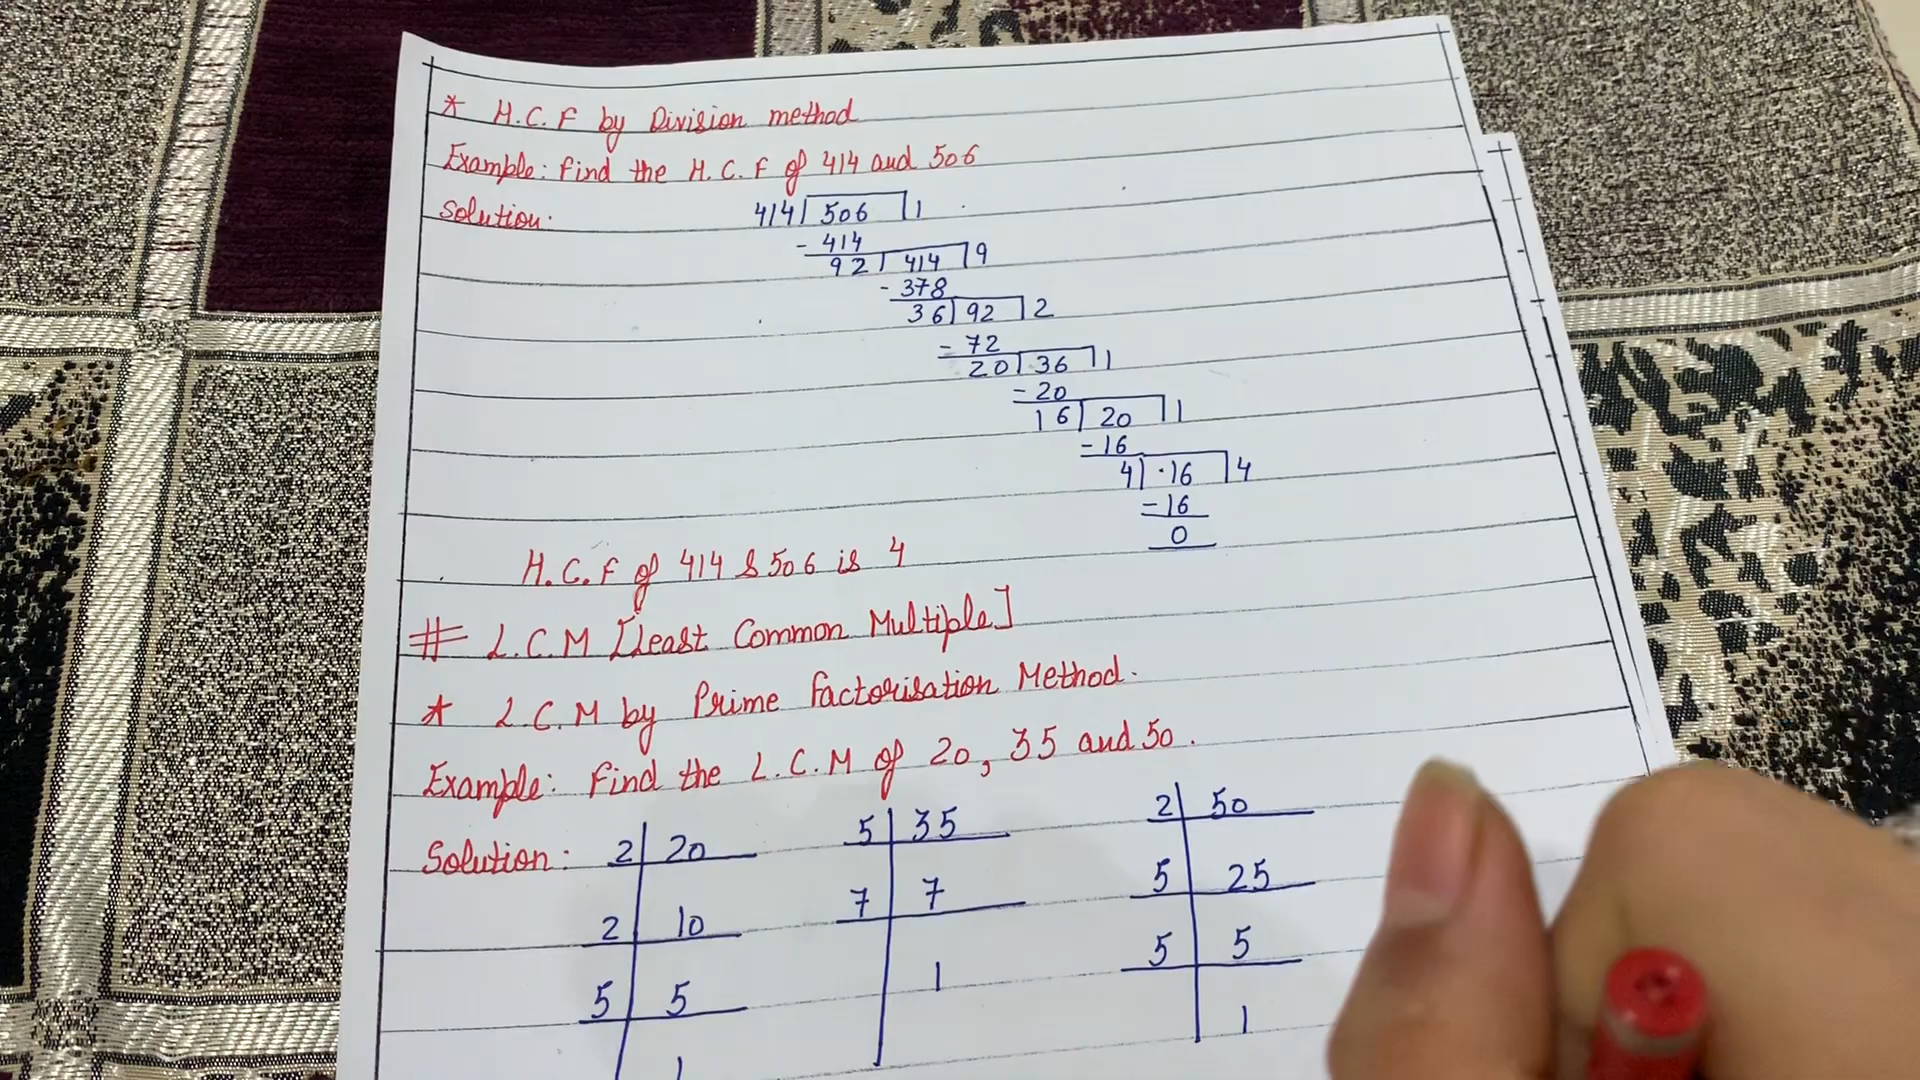 * H.C.F by Division method
Example: Find the H.C.F of 414 and 506
Solution. 414 506 1
- 414
92 414 9
- 378
36 92 2
- 72
20 36 1
- 20
16 20 1
- 16
4 16 4
- 16
0
H.C.F of 414 & 506 is 4
# L.C.M [Least Common Multiple]
* L.C.M by Prime Factorisation Method.
Example: Find the L.C.M of 20, 35 and 50.
Solution: 2 20 5 35 2 50
2 10 7 7 5 25
5 5 1 5 5
1 1